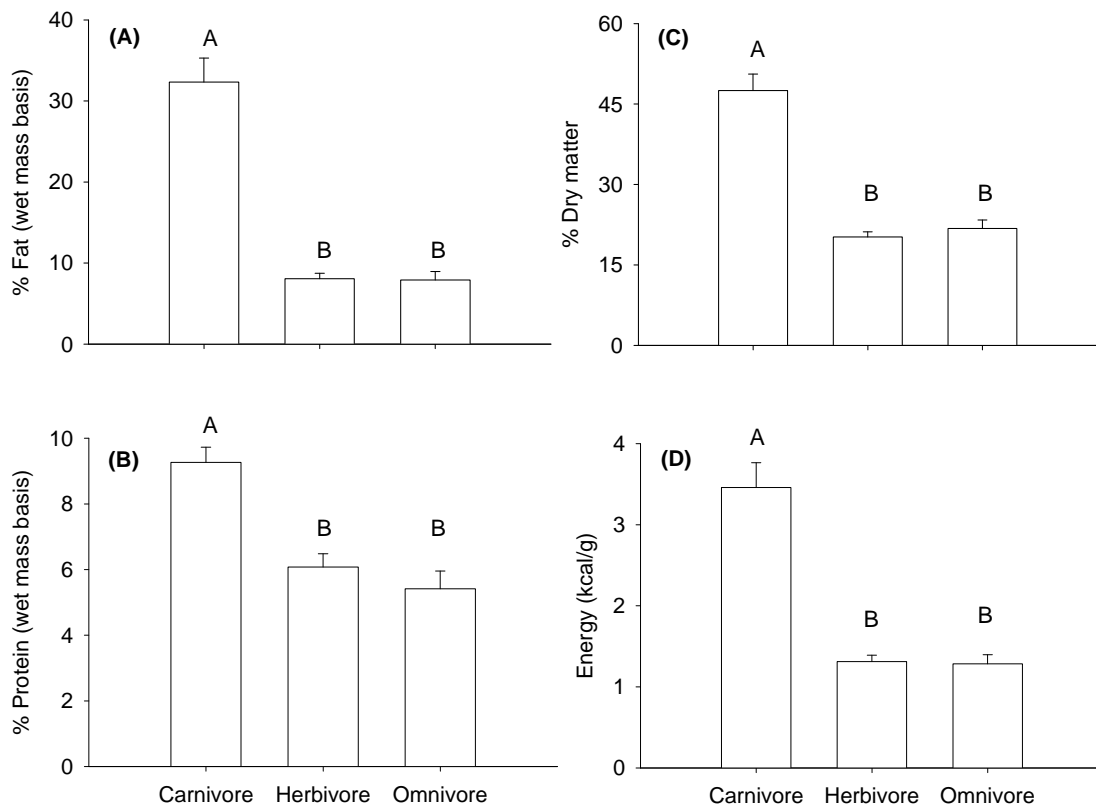 (A)
% Fat (wet mass basis)
40
30
20
10
0
A
B
B
(C)
% Dry matter
60
45
30
15
0
A
B
B
(B)
% Protein (wet mass basis)
10
8
6
4
2
0
A
B
B
Carnivore Herbivore Omnivore
(D)
Energy (kcal/g)
4
3
2
1
0
A
B
B
Carnivore Herbivore Omnivore